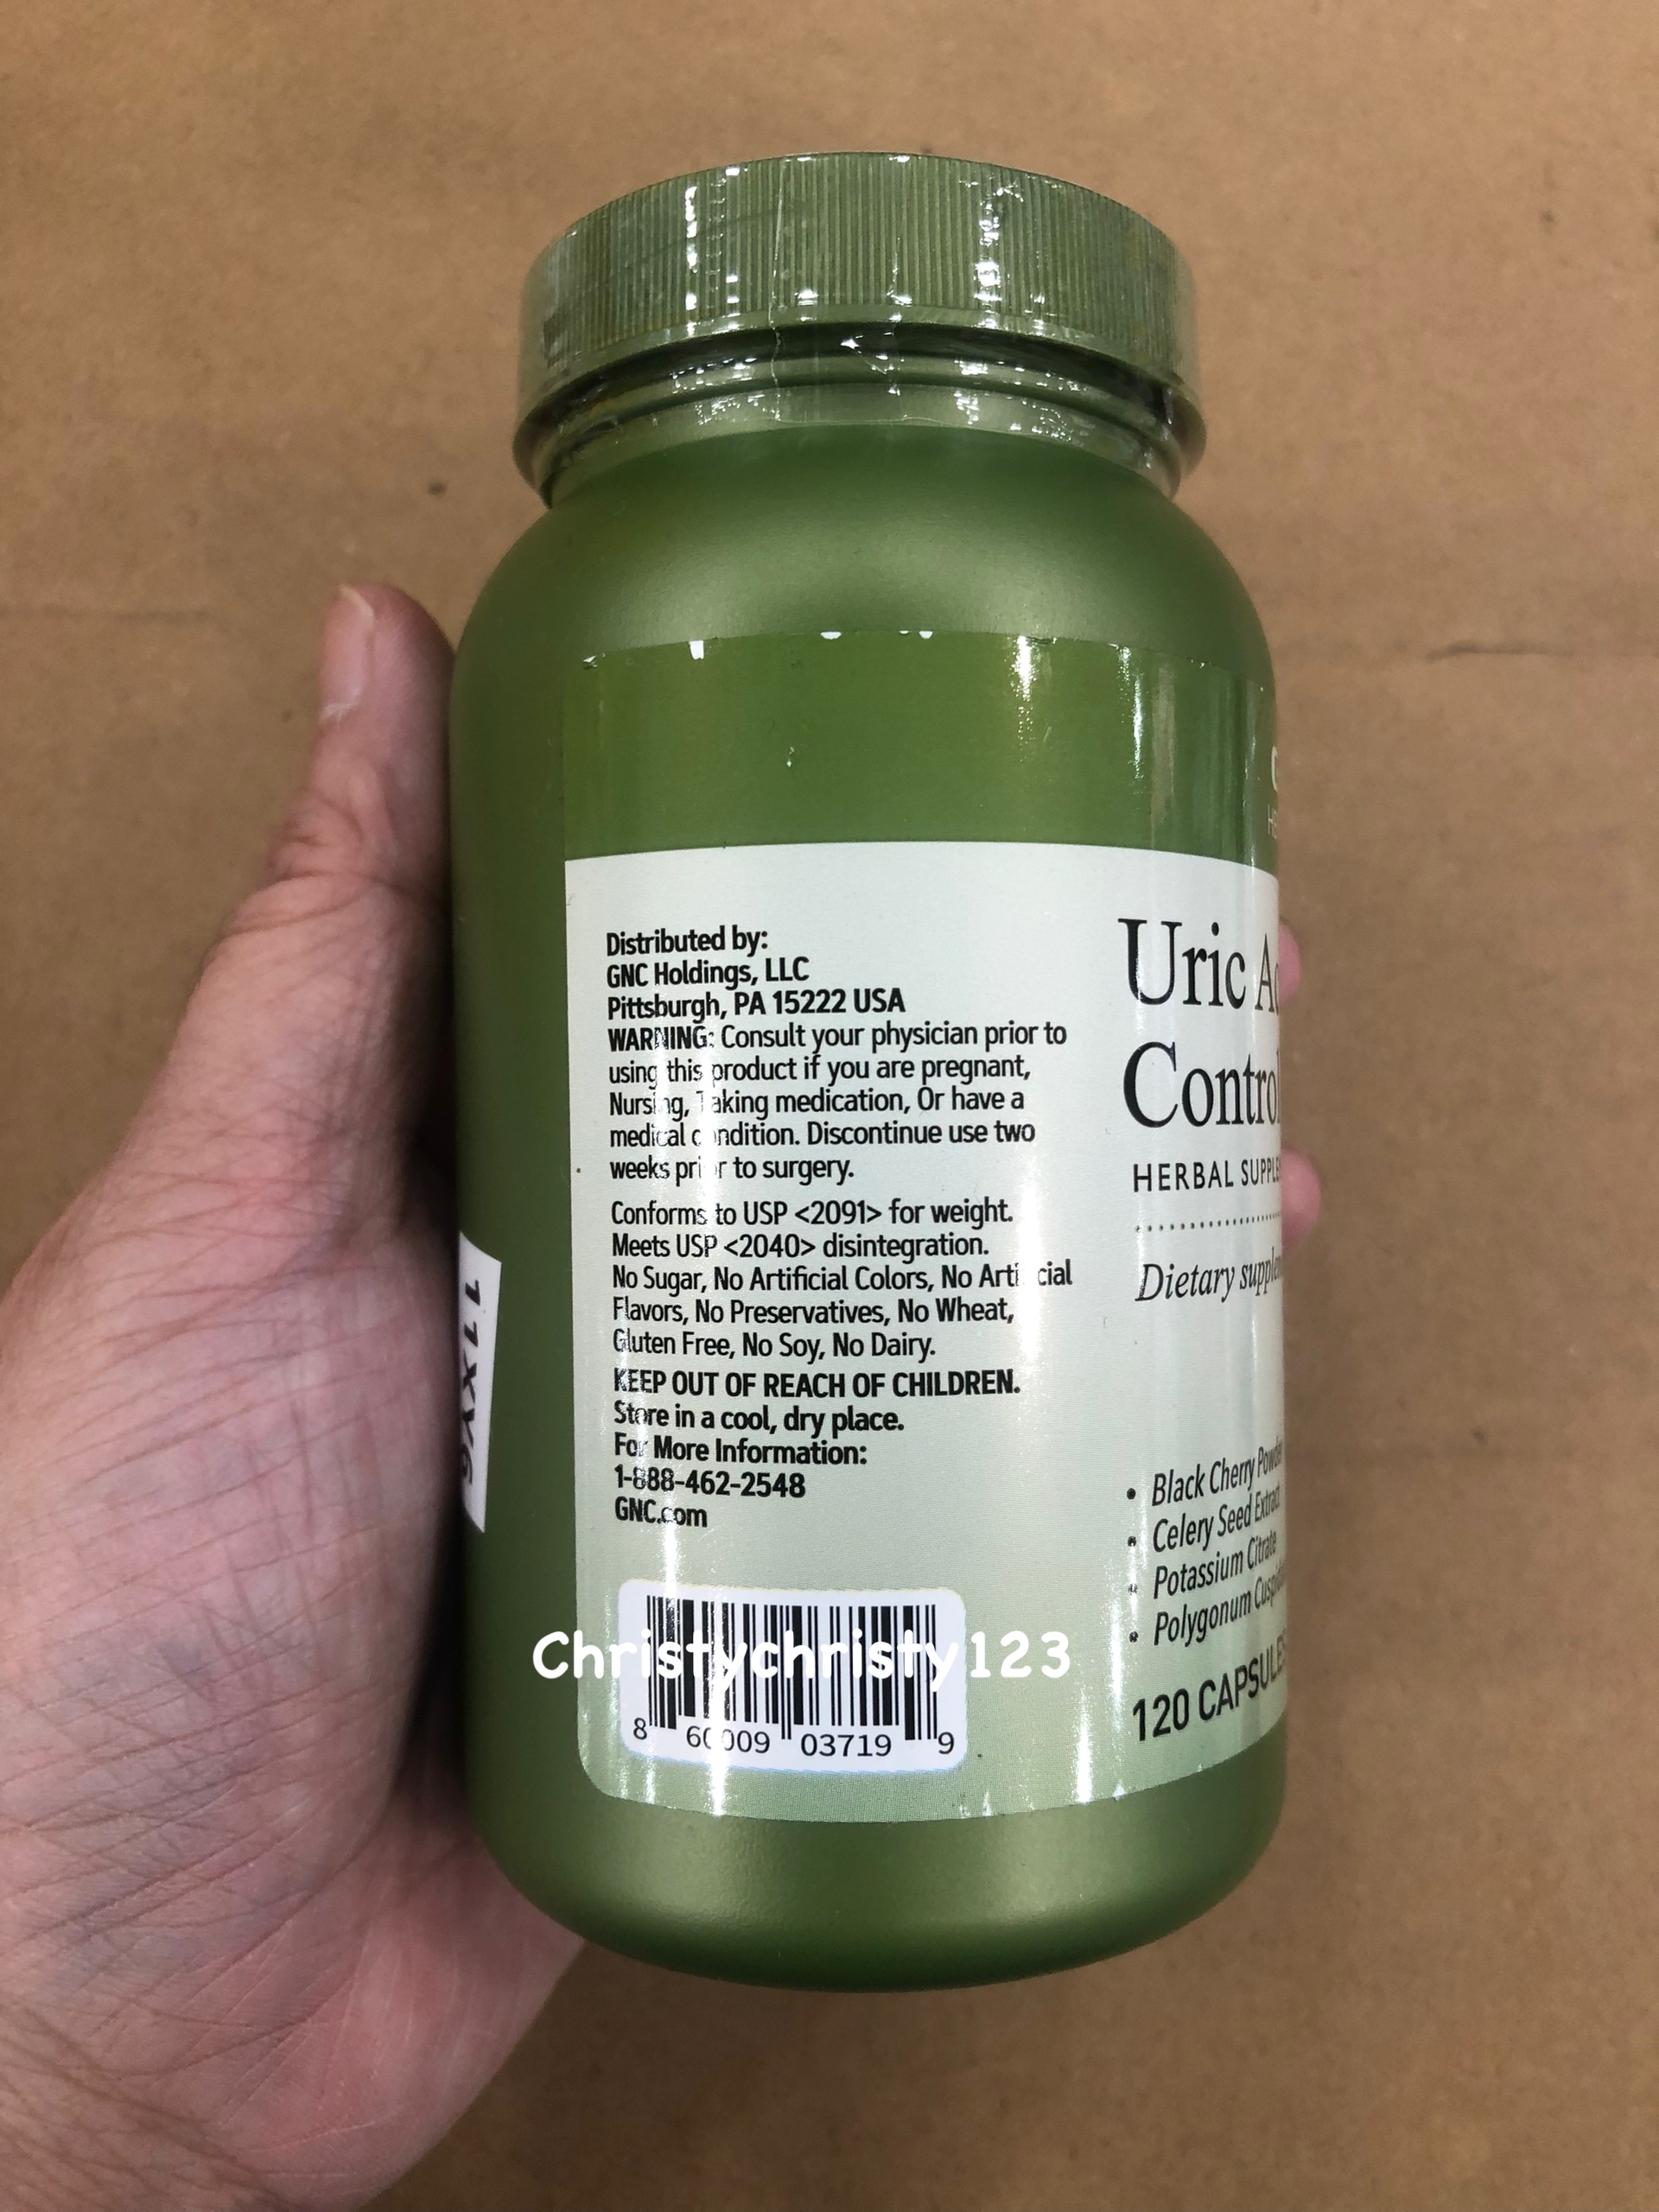 Distributed by:
GNC Holdings, LLC
Pittsburgh, PA 15222 USA
WARNING: Consult your physician prior to
using this product if you are pregnant,
Nursing, Taking medication, Or have a
medical condition. Discontinue use two
weeks prior to surgery.
Conforms to USP <2091> for weight.
Meets USP <2040> disintegration.
No Sugar, No Artificial Colors, No Artificial
Flavors, No Preservatives, No Wheat,
Gluten Free, No Soy, No Dairy.
KEEP OUT OF REACH OF CHILDREN.
Store in a cool, dry place.
For More Information:
1-888-462-2548
GNC.com
Christychristy123
8 60009 03719 9
Uric
Control
HERBAL
Dietary
• Black Cherry Powder
• Celery Seed Extract
• Potassium Citrate
• Polygonum
120 CAPSULES